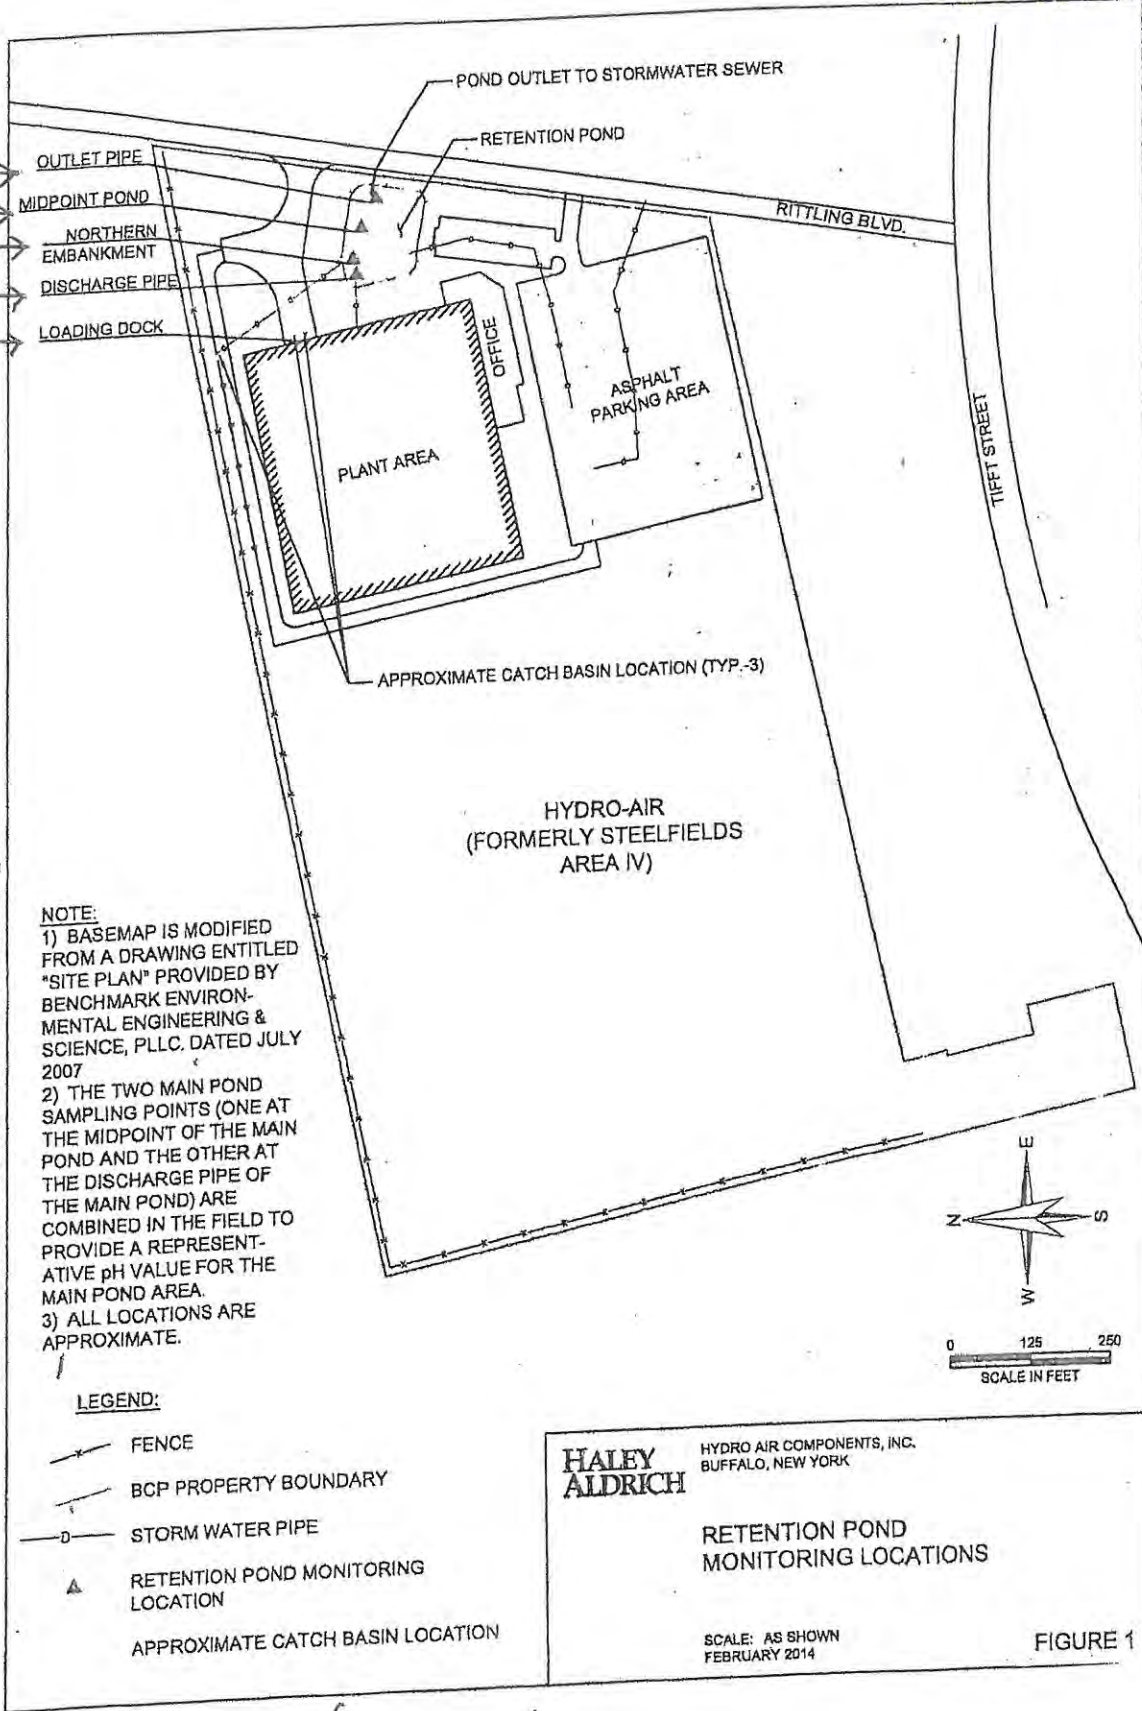 POND OUTLET TO STORMWATER SEWER
RETENTION POND
OUTLET PIPE
MIDPOINT POND
NORTHERN
EMBANKMENT
DISCHARGE PIPE
LOADING DOCK
RITTLING BLVD.
OFFICE
ASPHALT
PARKING AREA
PLANT AREA
TIFFT STREET
APPROXIMATE CATCH BASIN LOCATION (TYP.-3)
HYDRO-AIR
(FORMERLY STEELFIELDS
AREA IV)
NOTE:
1) BASEMAP IS MODIFIED
FROM A DRAWING ENTITLED
"SITE PLAN" PROVIDED BY
BENCHMARK ENVIRON-
MENTAL ENGINEERING &
SCIENCE, PLLC. DATED JULY
2007
2) THE TWO MAIN POND
SAMPLING POINTS (ONE AT
THE MIDPOINT OF THE MAIN
POND AND THE OTHER AT
THE DISCHARGE PIPE OF
THE MAIN POND) ARE
COMBINED IN THE FIELD TO
PROVIDE A REPRESENT-
ATIVE pH VALUE FOR THE
MAIN POND AREA.
3) ALL LOCATIONS ARE
APPROXIMATE.
E
N
S
W
0 125 250
SCALE IN FEET
LEGEND:
FENCE
BCP PROPERTY BOUNDARY
STORM WATER PIPE
RETENTION POND MONITORING
LOCATION
APPROXIMATE CATCH BASIN LOCATION
HALEY
ALDRICH
HYDRO AIR COMPONENTS, INC.
BUFFALO, NEW YORK
RETENTION POND
MONITORING LOCATIONS
SCALE: AS SHOWN
FEBRUARY 2014
FIGURE 1